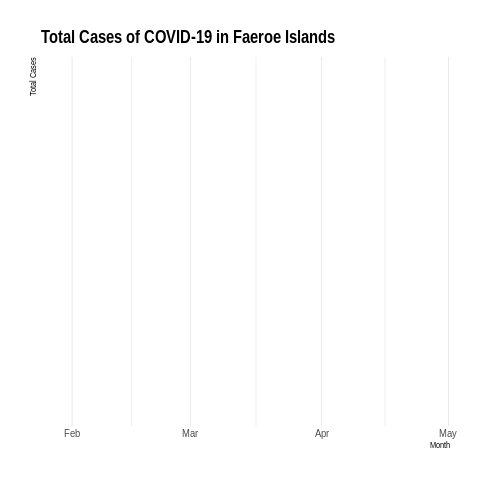 Total Cases of COVID-19 in Faeroe Islands
Total Cases
Feb Mar Apr May
Month